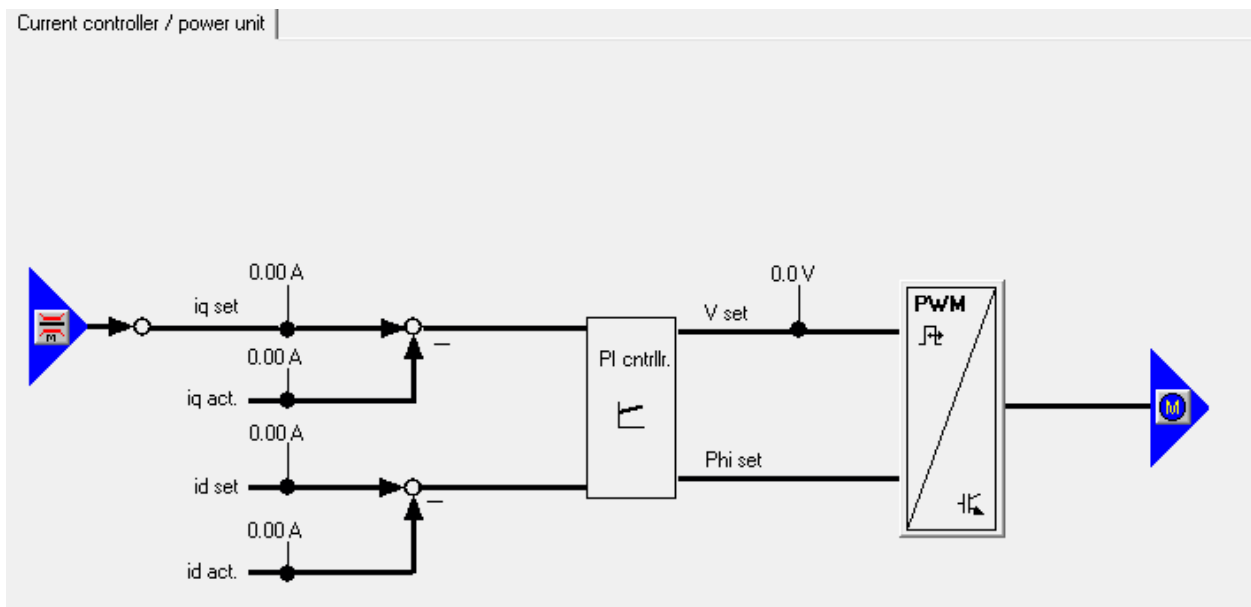 Current controller / power unit
0.00 A
iq set
0.00 A
iq act.
0.00 A
id set
0.00 A
id act.
PI cntrllr.
0.0 V
V set
Phi set
PWM
M
M